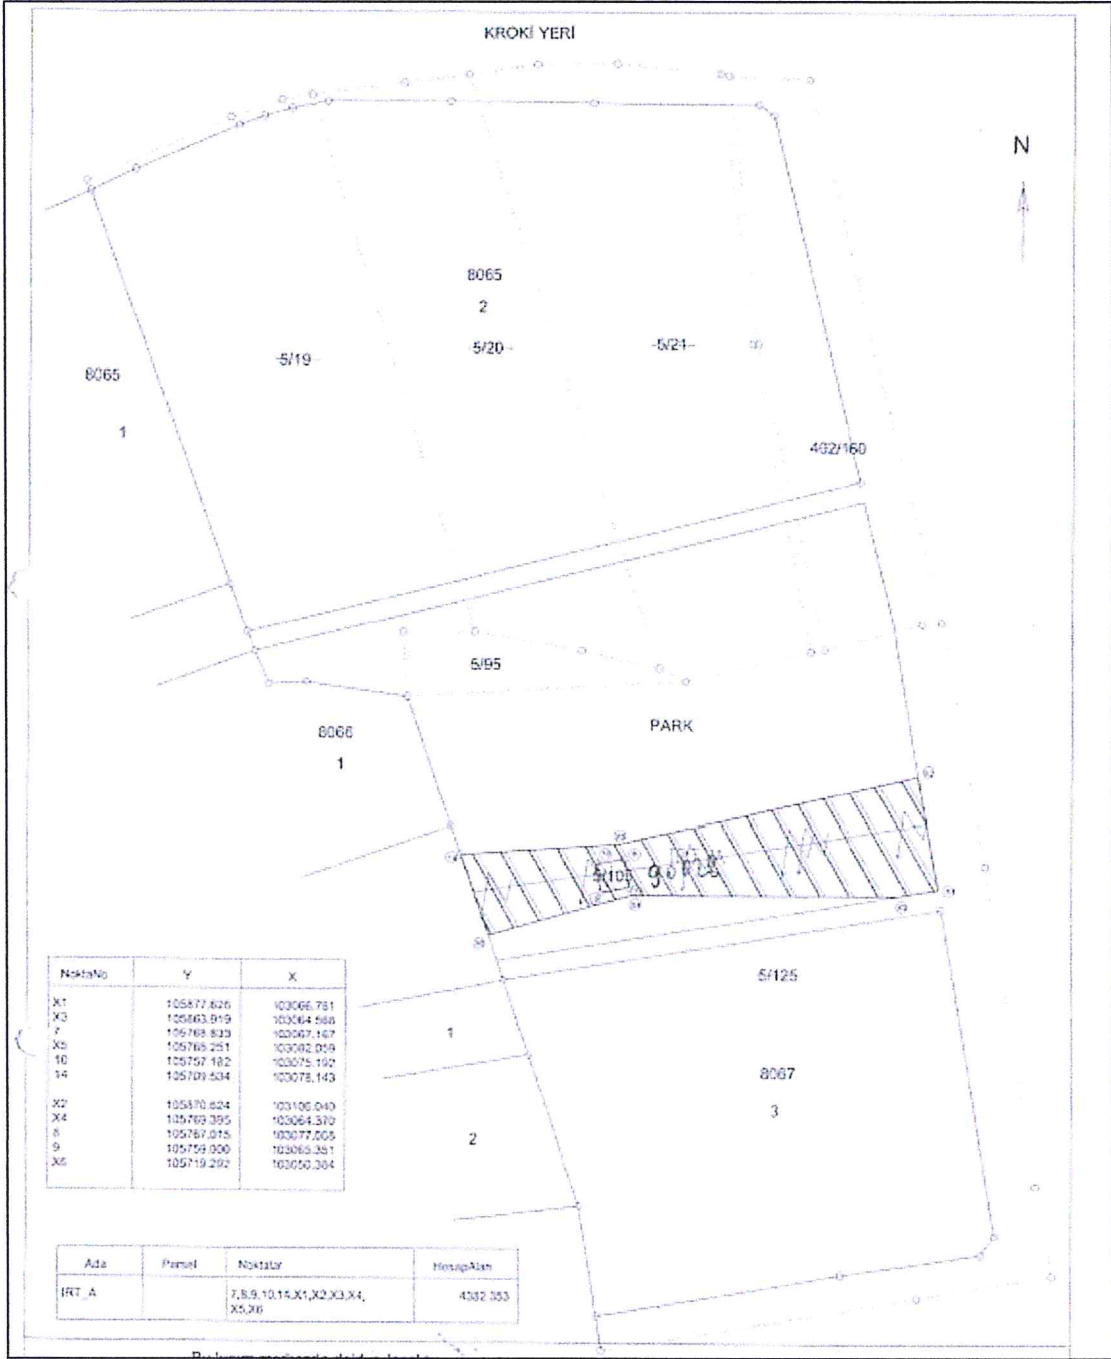 KROKİ YERİ
N
8065
2
5/19
5/20
5/21
8065
1
402/160
5/95
8066
1
PARK
5/125
1
8067
3
2
NoktaNo Y X
X1 105877.626 103066.781
X3 105863.919 103064.568
7 105768.839 103067.167
X5 105765.251 103082.059
10 105757.182 103075.192
14 105709.534 103078.143
X2 105870.624 103106.040
X4 105769.395 103064.370
8 105767.015 103077.005
9 105759.000 103065.351
X6 105719.292 103050.384
Ada Parsel Noktalar HesapAlan
IRT_A 7,8,9,10,14,X1,X2,X3,X4, 4382.353
X5,X6